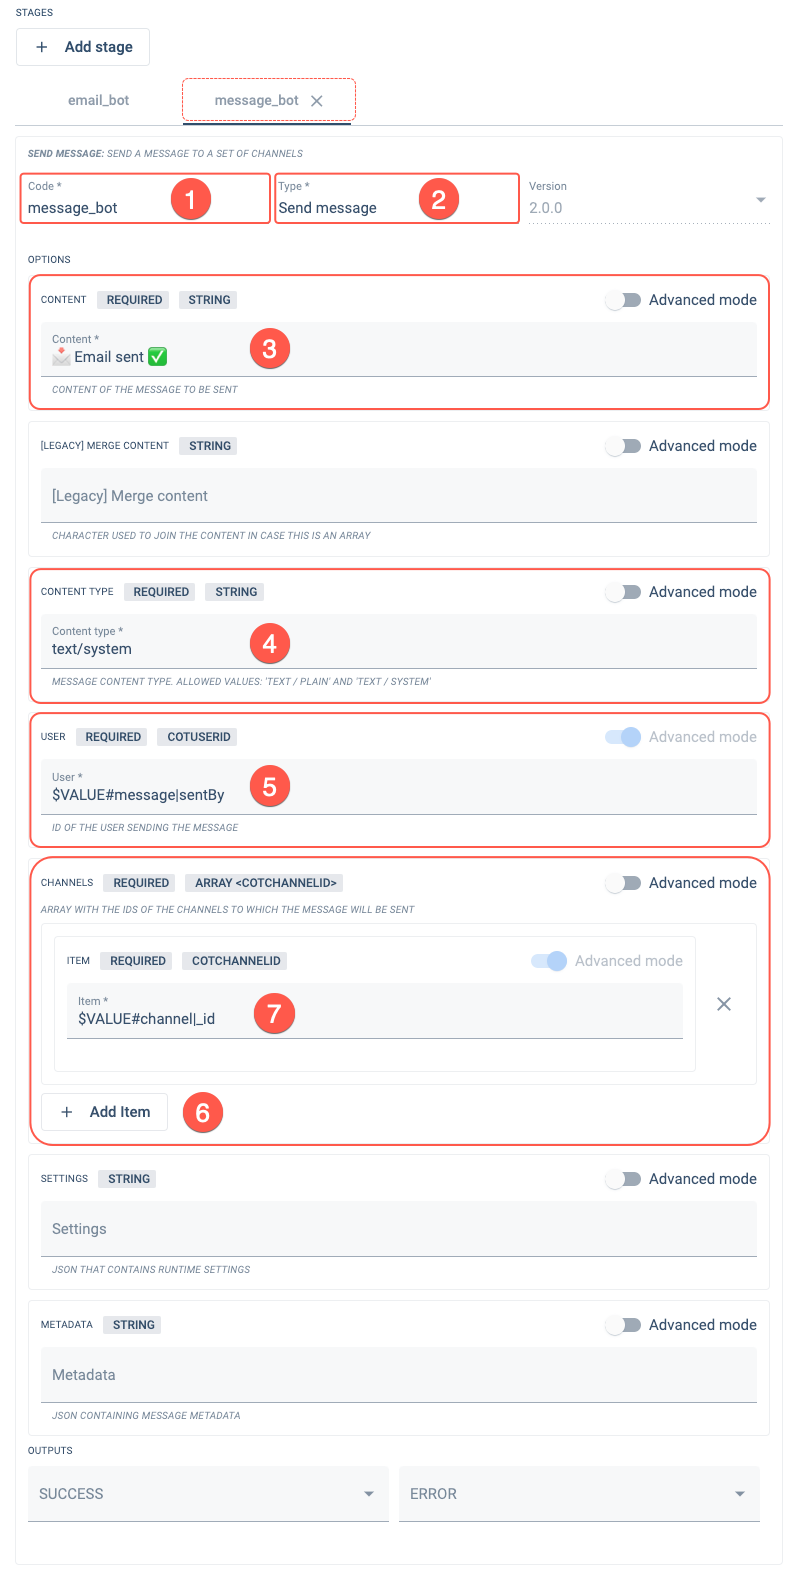 STAGES
+ Add stage
email_bot message_bot
SEND MESSAGE: SEND A MESSAGE TO A SET OF CHANNELS
Code * Type * Version
message_bot Send message 2.0.0
1 2
OPTIONS
CONTENT REQUIRED STRING Advanced mode
Content *
📩 Email sent ✅
3
CONTENT OF THE MESSAGE TO BE SENT
[LEGACY] MERGE CONTENT STRING Advanced mode
[Legacy] Merge content
CHARACTER USED TO JOIN THE CONTENT IN CASE THIS IS AN ARRAY
CONTENT TYPE REQUIRED STRING Advanced mode
Content type *
text/system
4
MESSAGE CONTENT TYPE. ALLOWED VALUES: 'TEXT / PLAIN' AND 'TEXT / SYSTEM'
USER REQUIRED COTUSERID Advanced mode
User *
$VALUE#message|sentBy
5
ID OF THE USER SENDING THE MESSAGE
CHANNELS REQUIRED ARRAY <COTCHANNELID> Advanced mode
ARRAY WITH THE IDS OF THE CHANNELS TO WHICH THE MESSAGE WILL BE SENT
ITEM REQUIRED COTCHANNELID Advanced mode
Item *
$VALUE#channel|_id
7
+ Add Item 6
SETTINGS STRING Advanced mode
Settings
JSON THAT CONTAINS RUNTIME SETTINGS
METADATA STRING Advanced mode
Metadata
JSON CONTAINING MESSAGE METADATA
OUTPUTS
SUCCESS ERROR